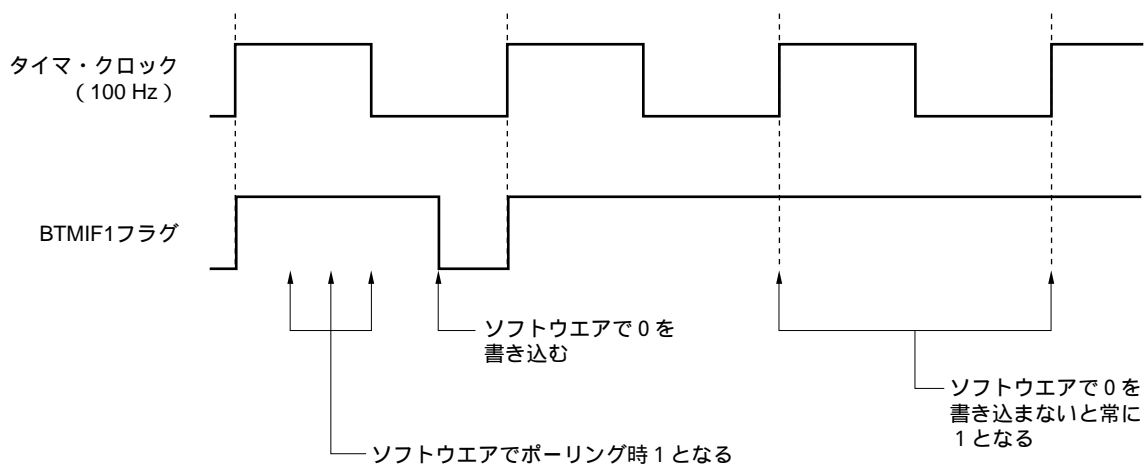 タイマ・クロック
（100 Hz）
BTMIF1フラグ
ソフトウエアで0を
書き込む
ソフトウエアで0を
書き込まないと常に
1となる
ソフトウエアでポーリング時1となる